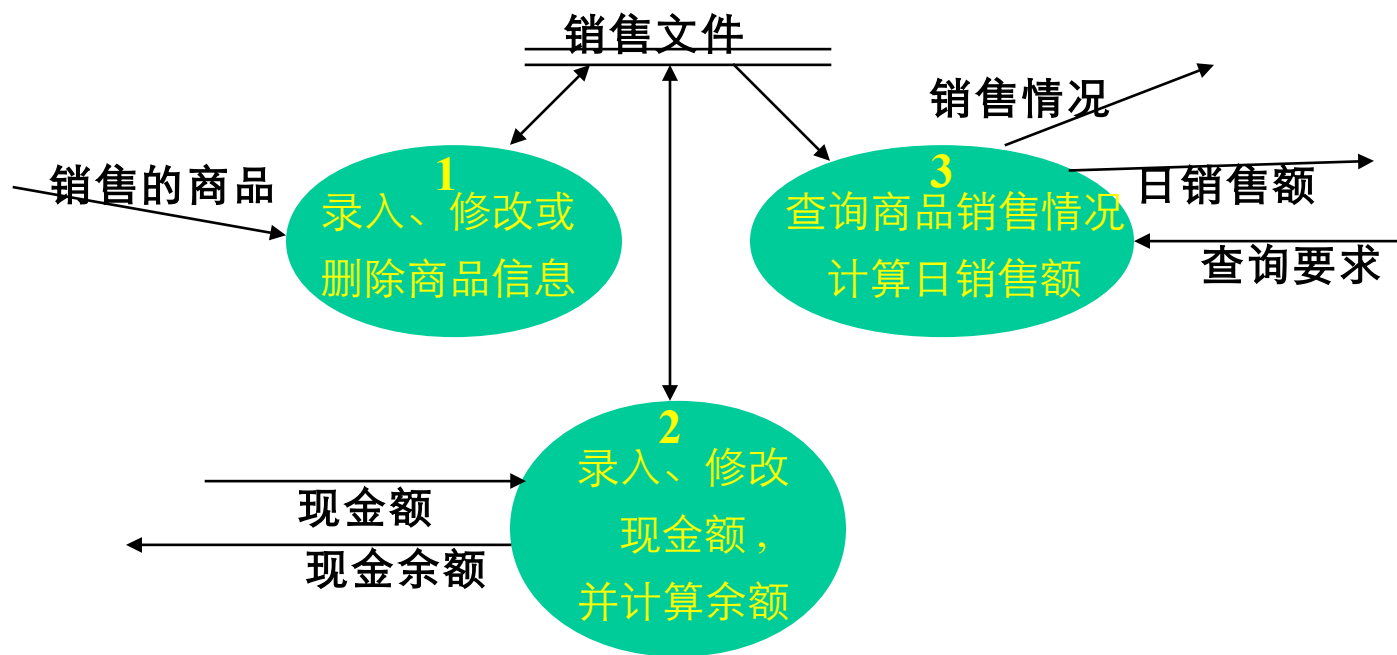 销售文件
销售情况
销售的商品
1
录入、修改或
删除商品信息
3
查询商品销售情况
计算日销售额
日销售额
查询要求
2
录入、修改
现金额，
并计算余额
现金额
现金余额